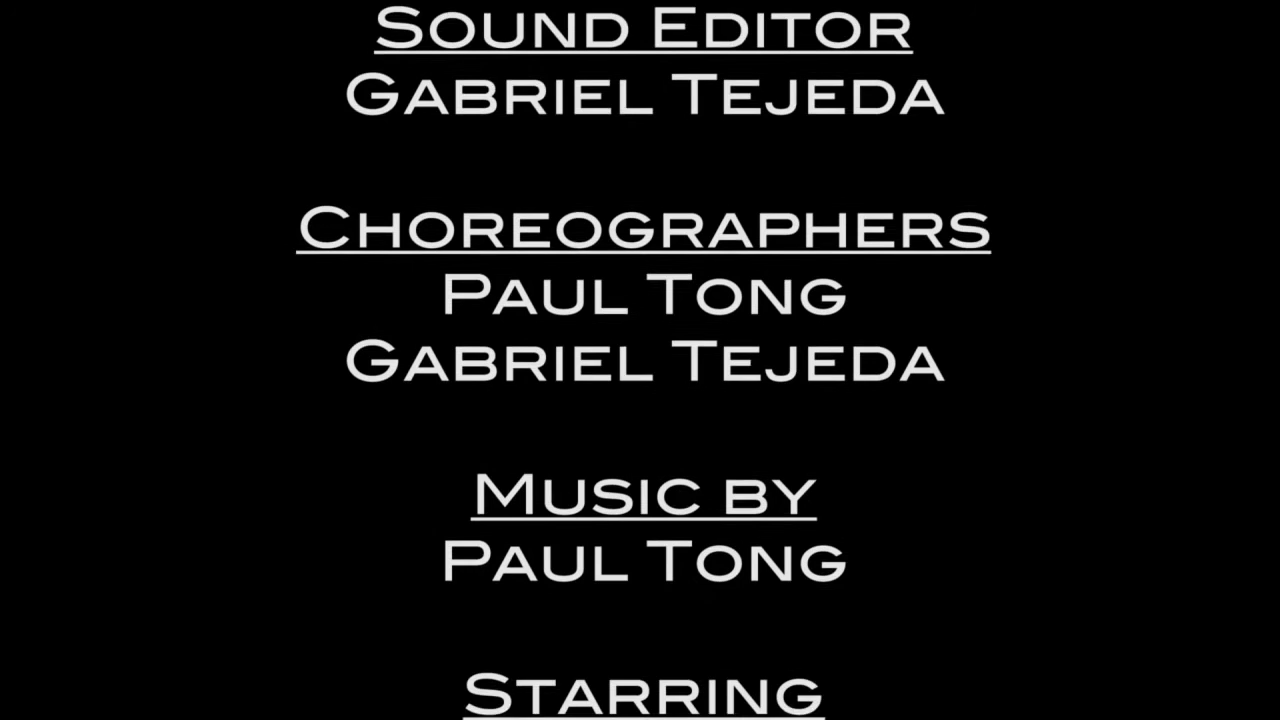 Sound Editor
Gabriel Tejeda
Choreographers
Paul Tong
Gabriel Tejeda
Music by
Paul Tong
Starring